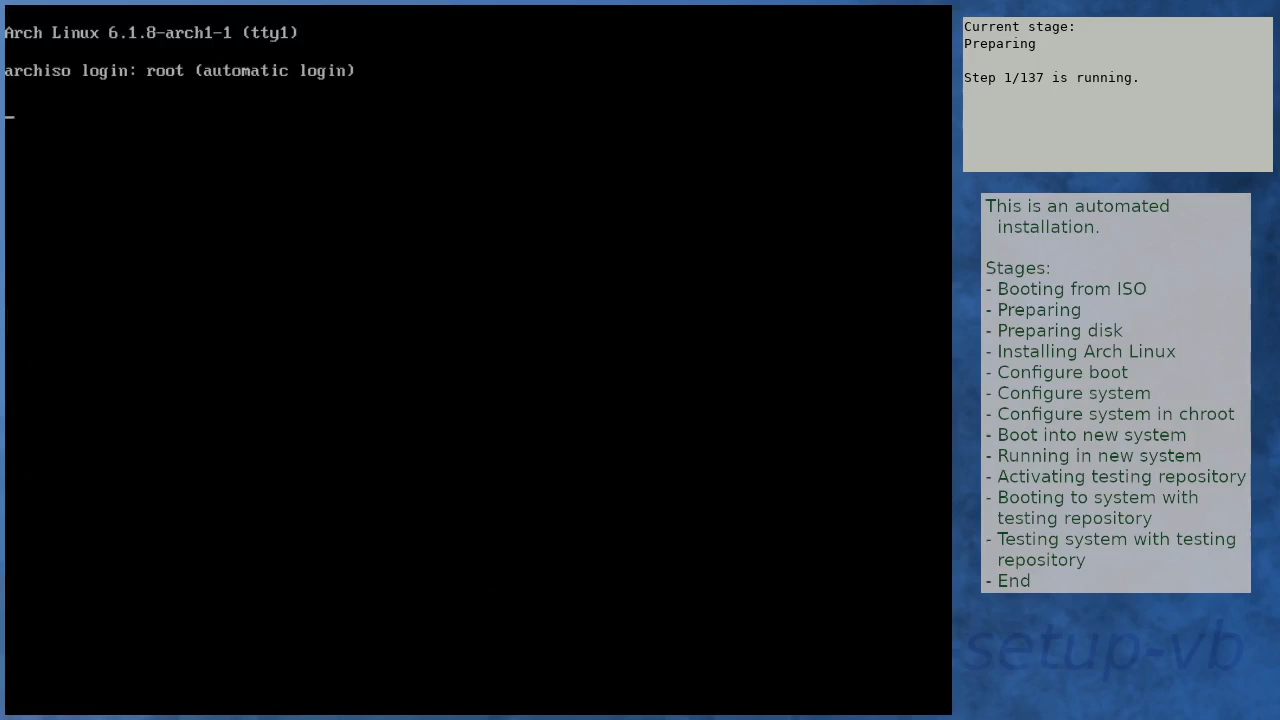 Arch Linux 6.1.8-arch1-1 (tty1)
archiso login: root (automatic login)
Current stage:
Preparing
Step 1/137 is running.
This is an automated
installation.
Stages:
- Booting from ISO
- Preparing
- Preparing disk
- Installing Arch Linux
- Configure boot
- Configure system
- Configure system in chroot
- Boot into new system
- Running in new system
- Activating testing repository
- Booting to system with
testing repository
- Testing system with testing
repository
- End
setup-vb